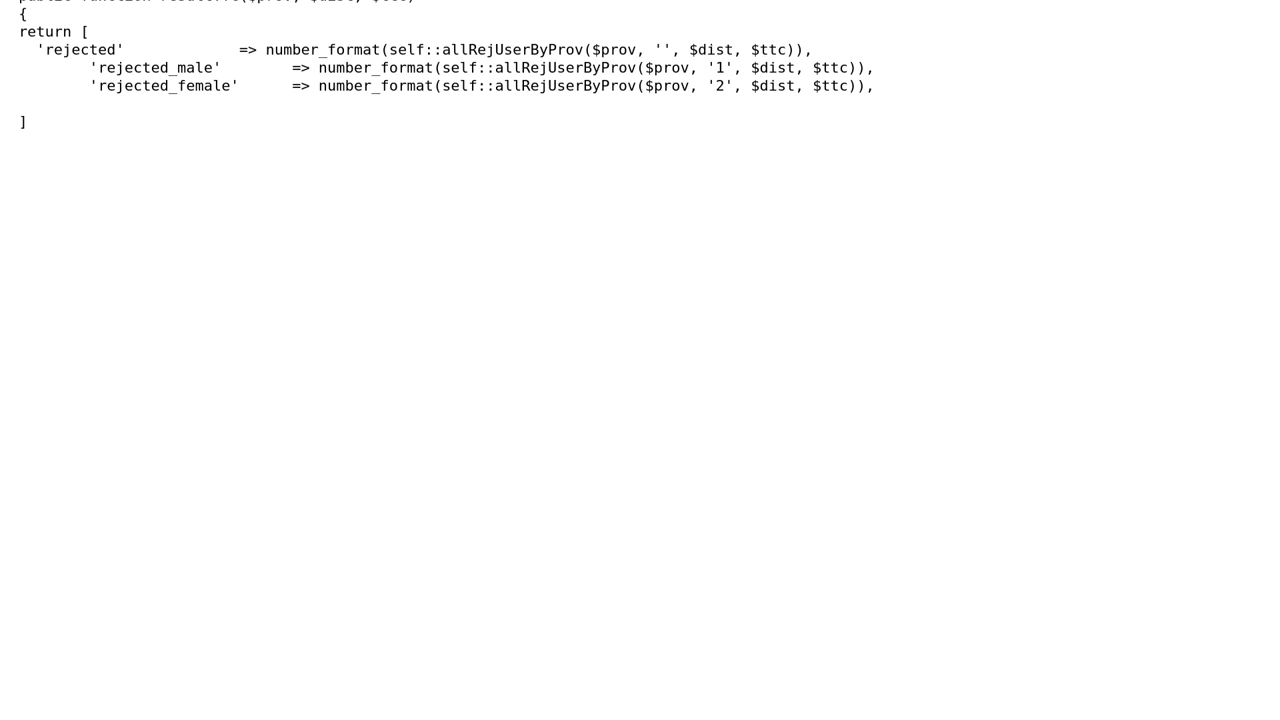 {
return [
  'rejected'             => number_format(self::allRejUserByProv($prov, '', $dist, $ttc)),
        'rejected_male'        => number_format(self::allRejUserByProv($prov, '1', $dist, $ttc)),
        'rejected_female'      => number_format(self::allRejUserByProv($prov, '2', $dist, $ttc)),
]